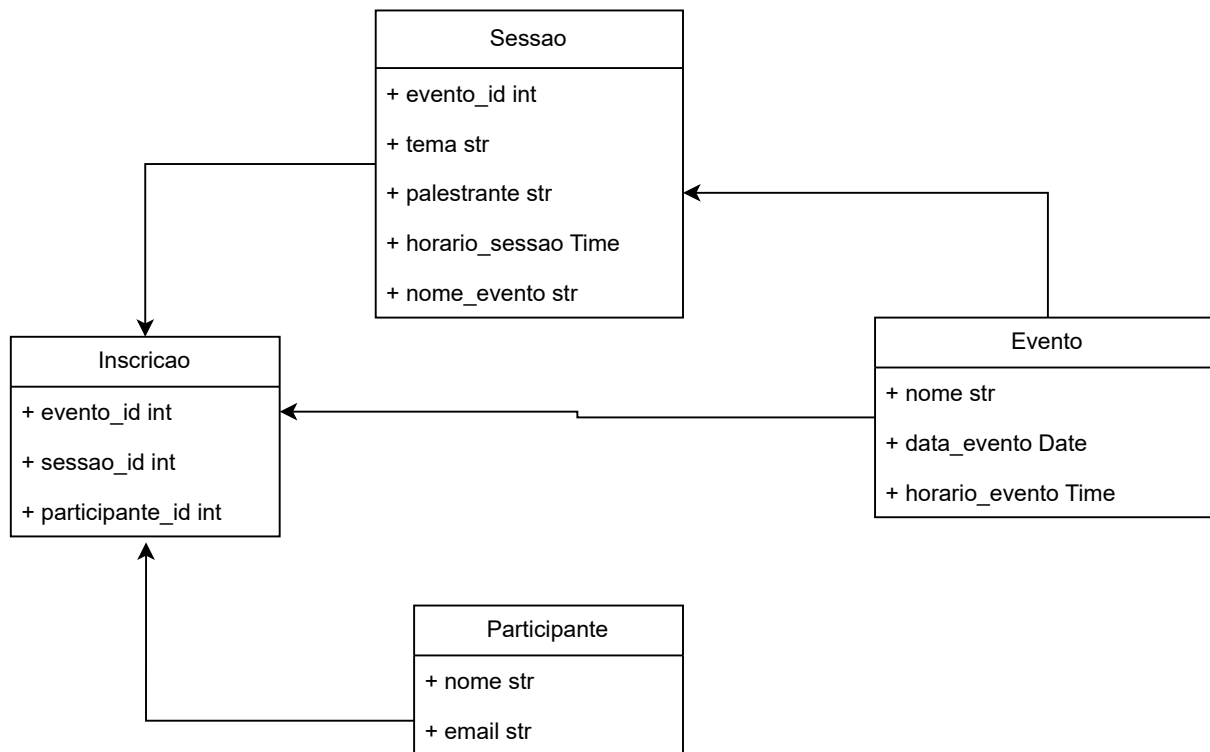 Sessao
+ evento_id int
+ tema str
+ palestrante str
+ horario_sessao Time
+ nome_evento str
Inscricao
+ evento_id int
+ sessao_id int
+ participante_id int
Evento
+ nome str
+ data_evento Date
+ horario_evento Time
Participante
+ nome str
+ email str